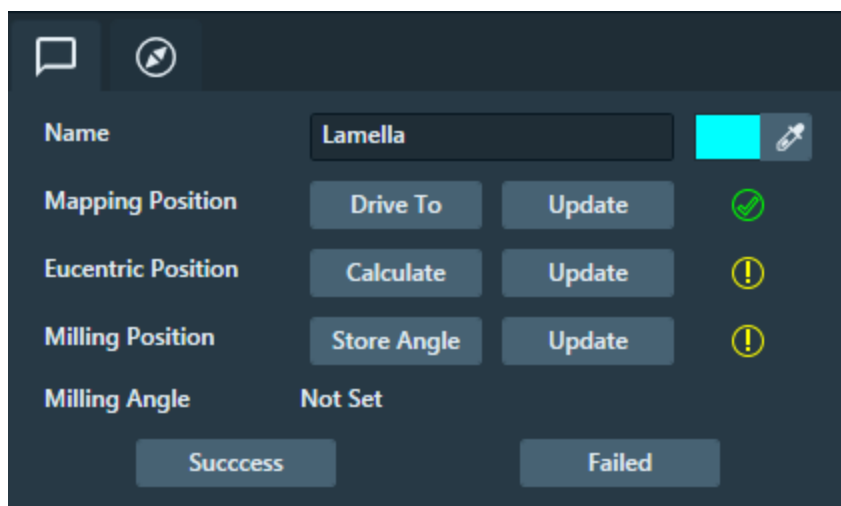 Name Lamella
Mapping Position Drive To Update
Eucentric Position Calculate Update
Milling Position Store Angle Update
Milling Angle Not Set
Succcess Failed